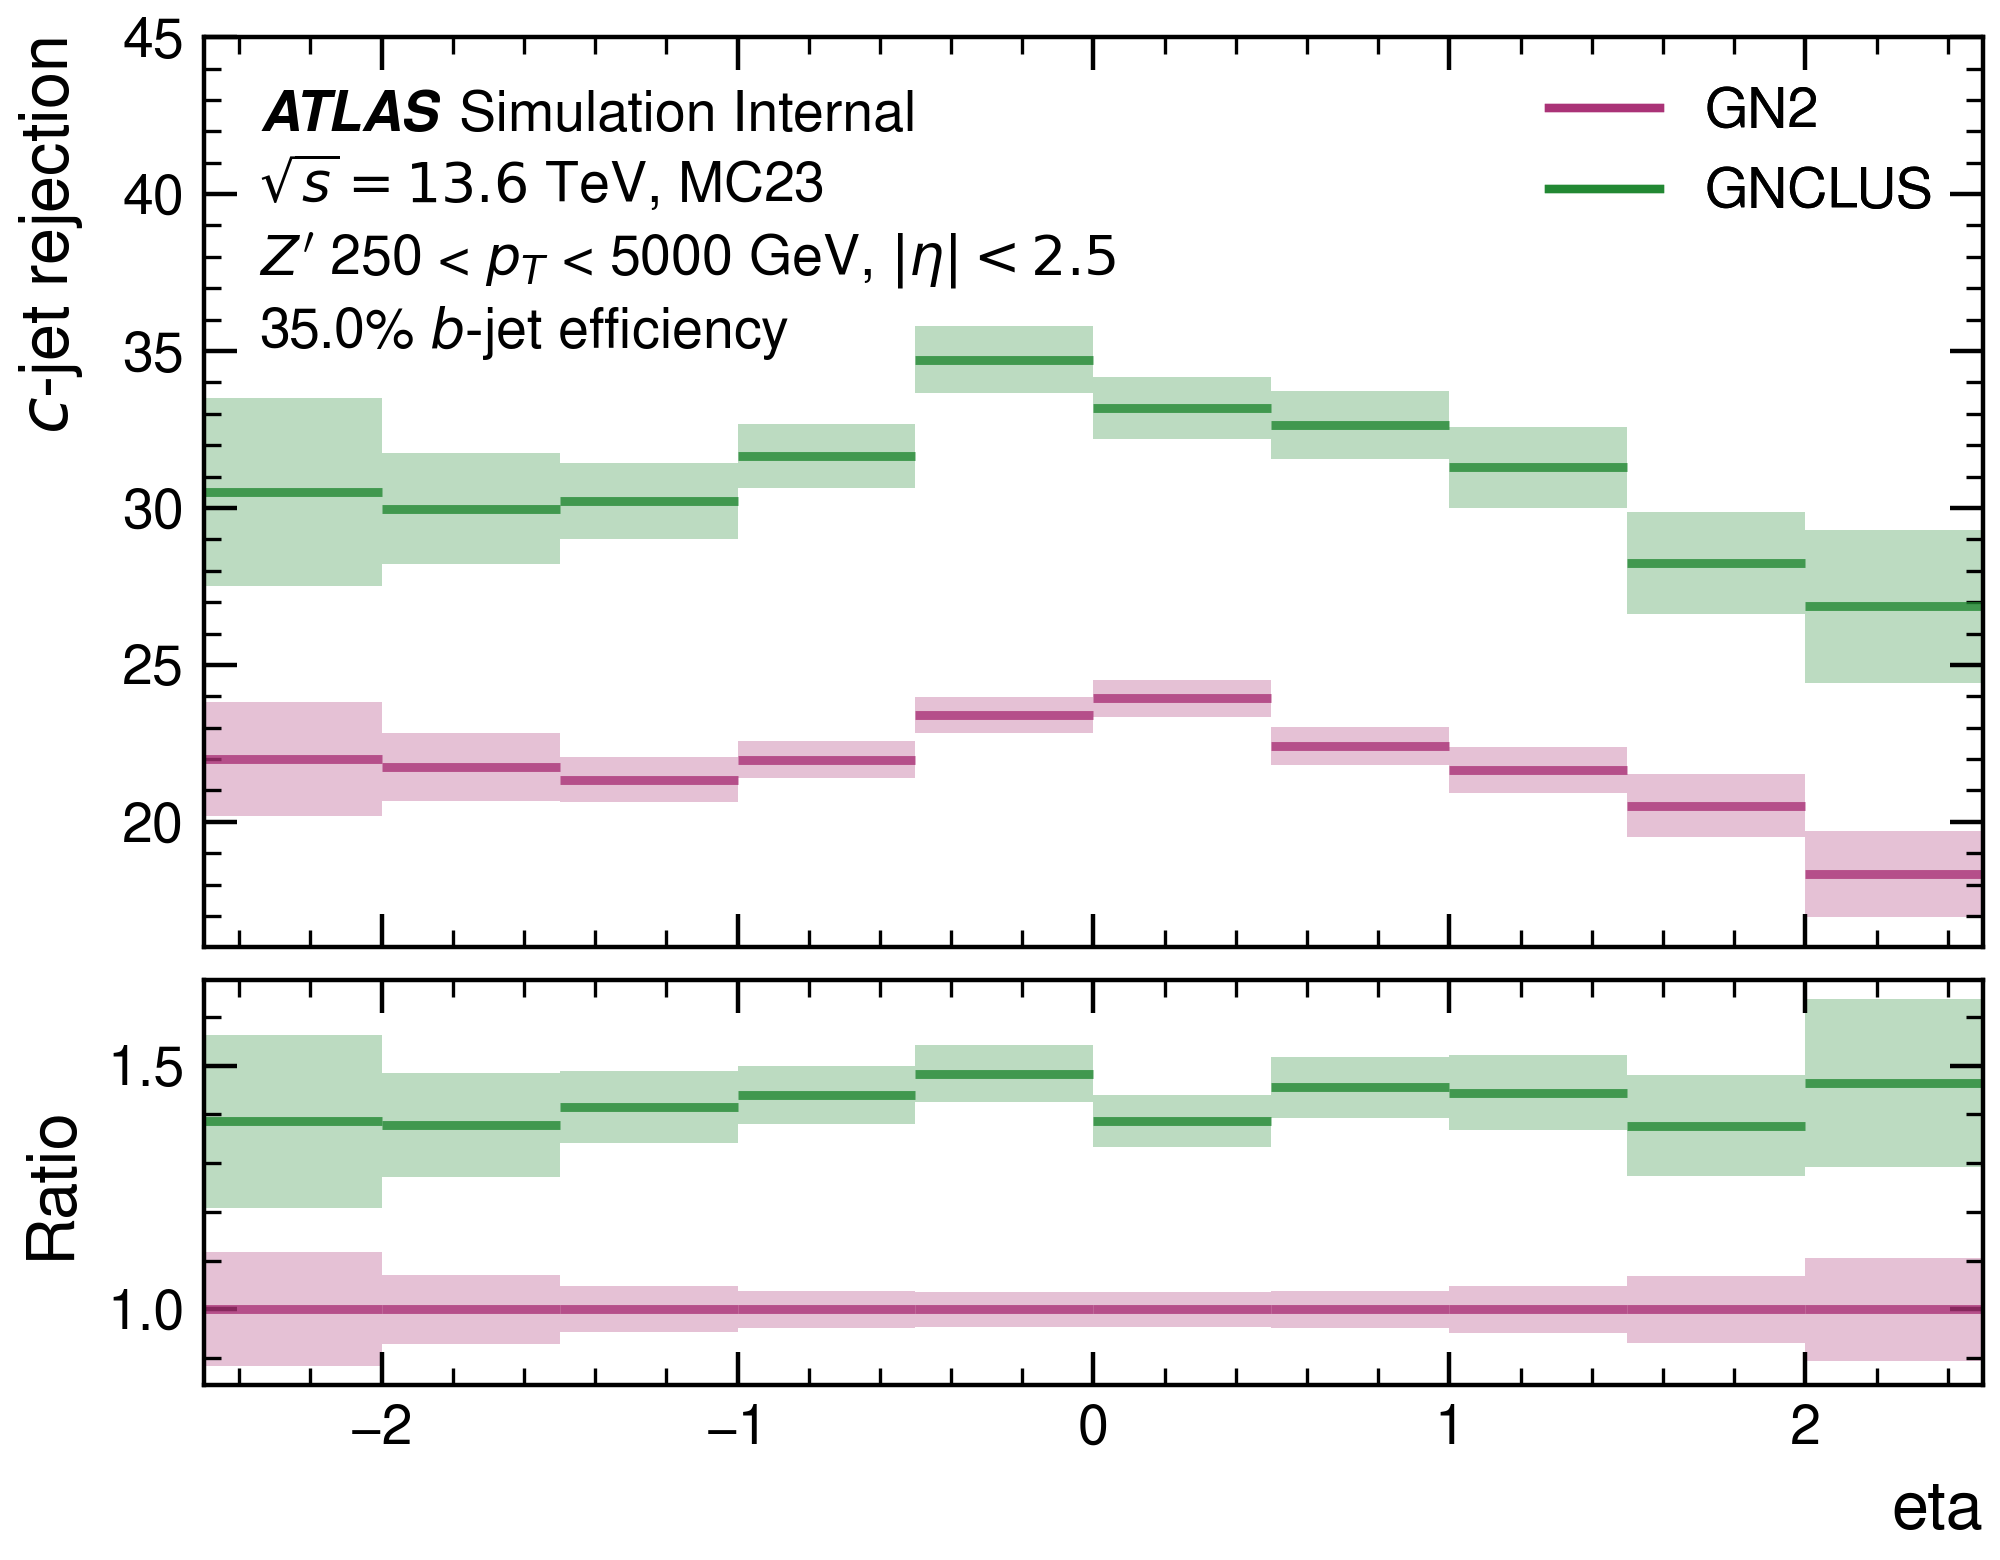 c-jet rejection
45
40
35
30
25
20
ATLAS Simulation Internal
√s = 13.6 TeV, MC23
Z′ 250 < p_T < 5000 GeV, |η| < 2.5
35.0% b-jet efficiency
GN2
GNCLUS
Ratio
1.5
1.0
−2 −1 0 1 2
eta